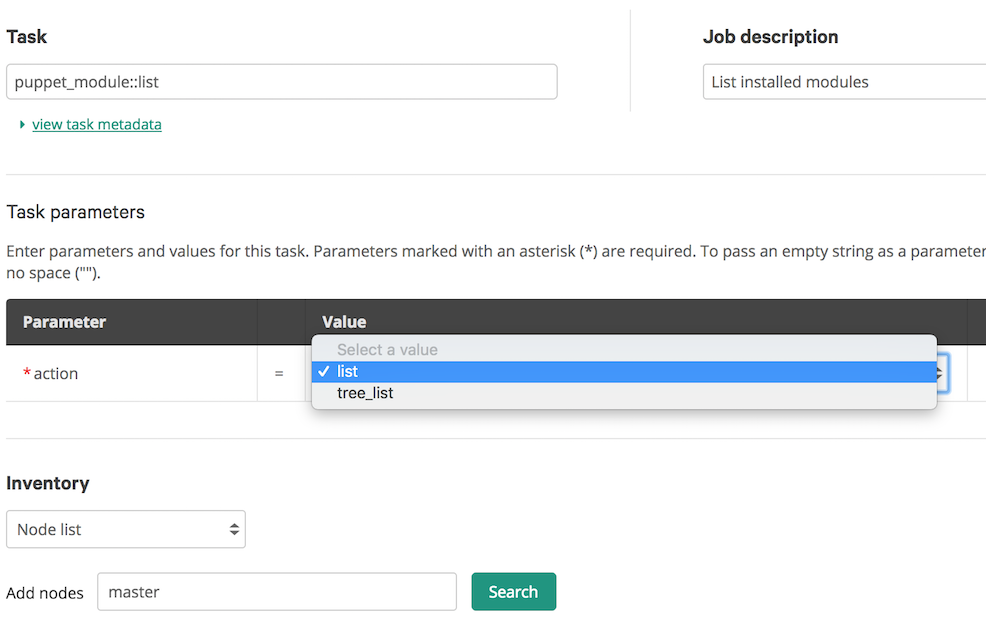 Task
Job description
puppet_module::list
List installed modules
view task metadata
Task parameters
Enter parameters and values for this task. Parameters marked with an asterisk (*) are required. To pass an empty string as a parameter
no space ("").
Parameter
Value
Select a value
✓ list
* action =
tree_list
Inventory
Node list
Add nodes master Search